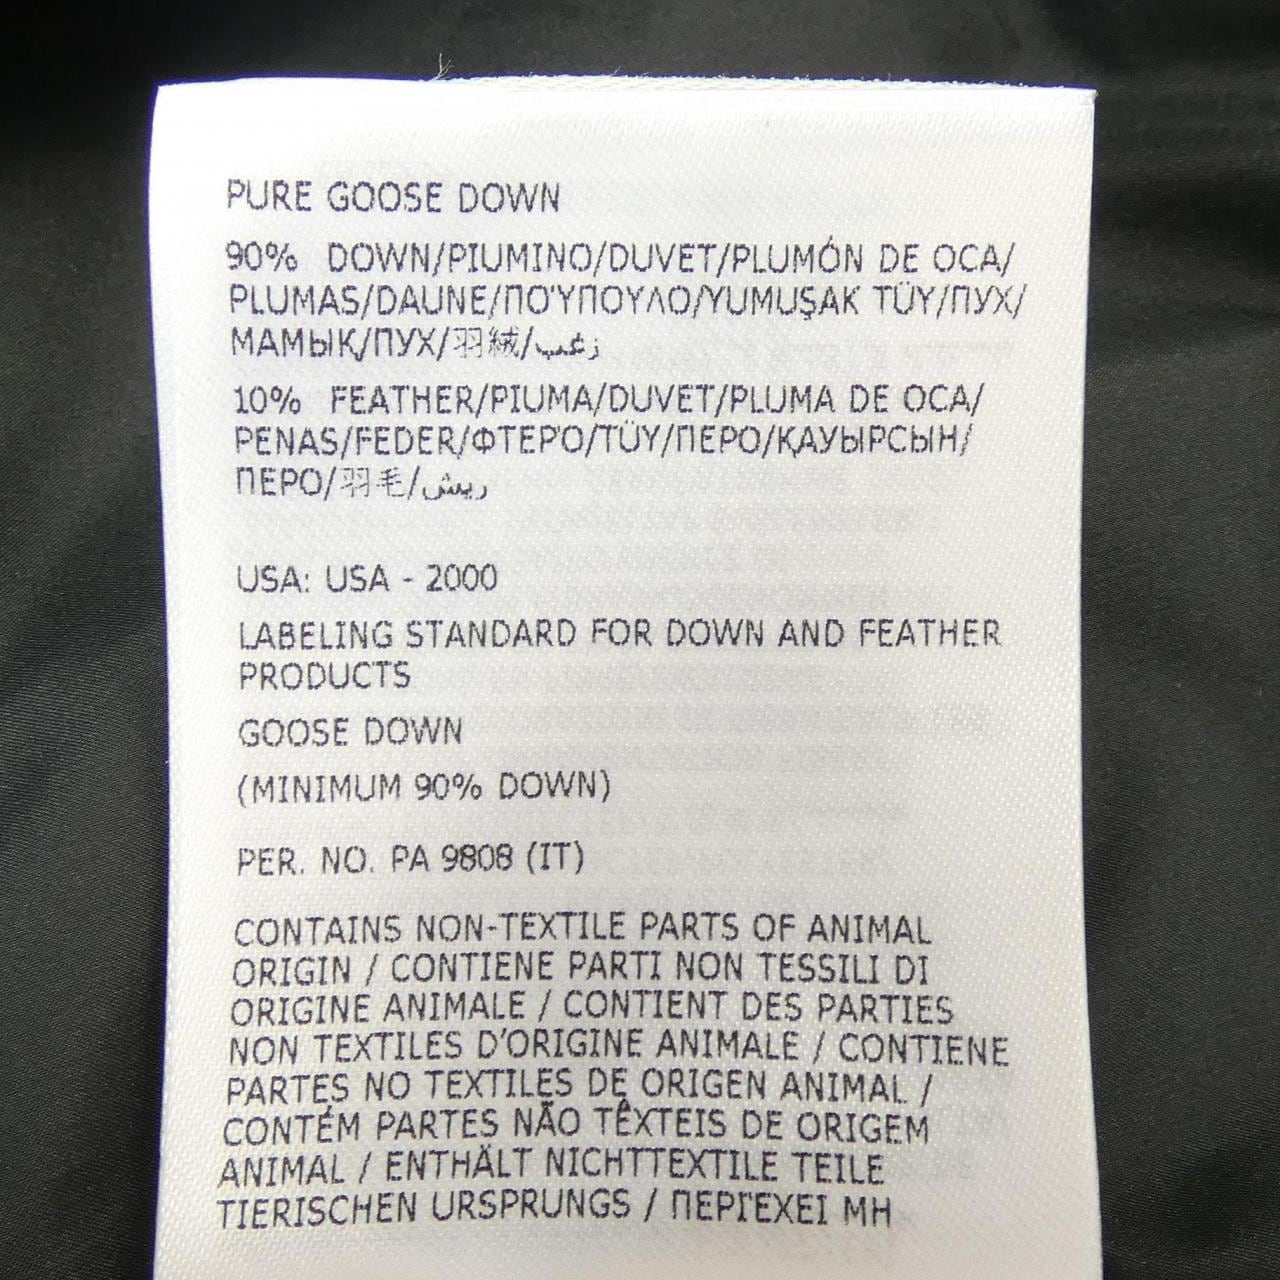 PURE GOOSE DOWN
90% DOWN/PIUMINO/DUVET/PLUMÓN DE OCA/
PLUMAS/DAUNE/ΠΟΎΠΟΥΛΟ/YUMUŞAK TÜY/ПУХ/
МАМЫҚ/ПУХ/羽絨/زغب
10% FEATHER/PIUMA/DUVET/PLUMA DE OCA/
PENAS/FEDER/ΦΤΕΡΌ/TÜY/ПЕРО/ҚАУЫРСЫН/
ПЕРО/羽毛/ريش
USA: USA - 2000
LABELING STANDARD FOR DOWN AND FEATHER
PRODUCTS
GOOSE DOWN
(MINIMUM 90% DOWN)
PER. NO. PA 9808 (IT)
CONTAINS NON-TEXTILE PARTS OF ANIMAL
ORIGIN / CONTIENE PARTI NON TESSILI DI
ORIGINE ANIMALE / CONTIENT DES PARTIES
NON TEXTILES D'ORIGINE ANIMALE / CONTIENE
PARTES NO TEXTILES DE ORIGEN ANIMAL /
CONTÉM PARTES NÃO TÊXTEIS DE ORIGEM
ANIMAL / ENTHÄLT NICHTTEXTILE TEILE
TIERISCHEN URSPRUNGS / ΠΕΡΙΈΧΕΙ ΜΗ